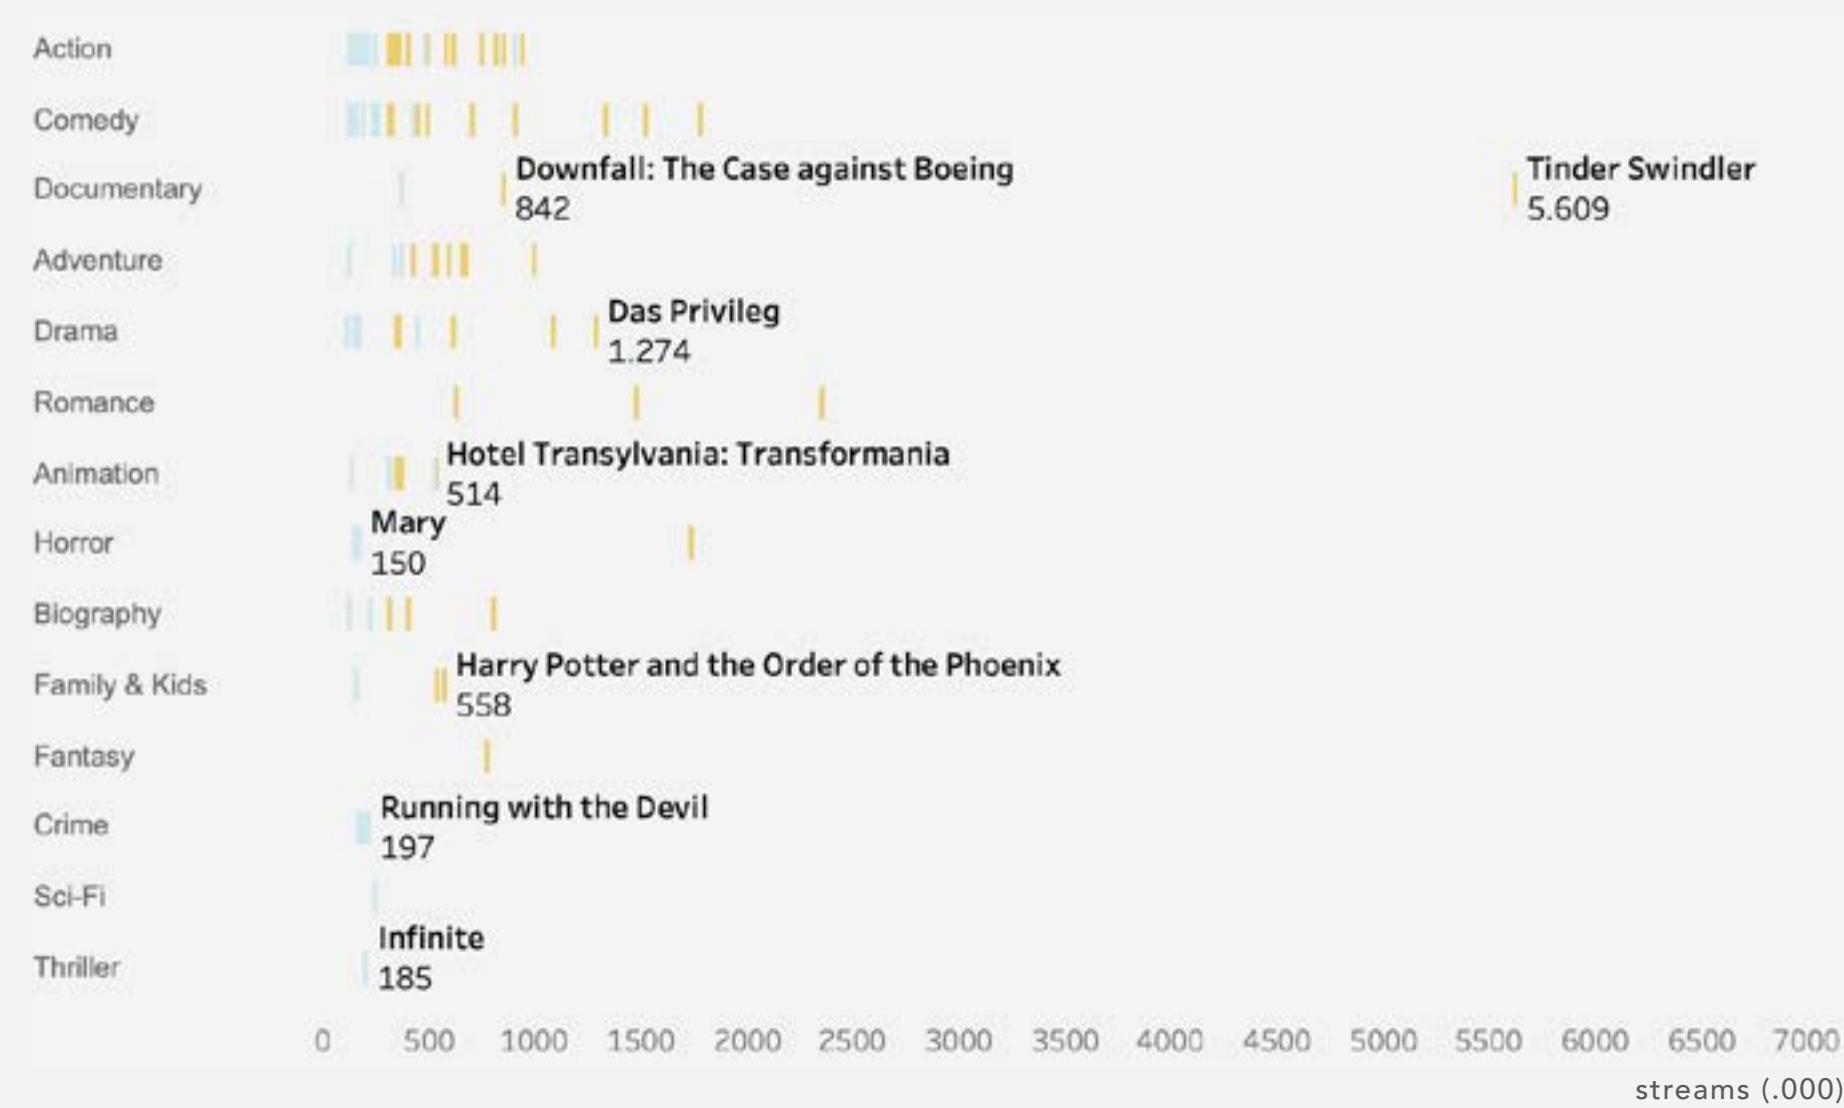 Action
Comedy
Documentary
Downfall: The Case against Boeing
842
Tinder Swindler
5.609
Adventure
Drama
Das Privileg
1.274
Romance
Animation
Hotel Transylvania: Transformania
514
Horror
Mary
150
Biography
Family & Kids
Harry Potter and the Order of the Phoenix
558
Fantasy
Crime
Running with the Devil
197
Sci-Fi
Thriller
Infinite
185
0 500 1000 1500 2000 2500 3000 3500 4000 4500 5000 5500 6000 6500 7000
streams (.000)